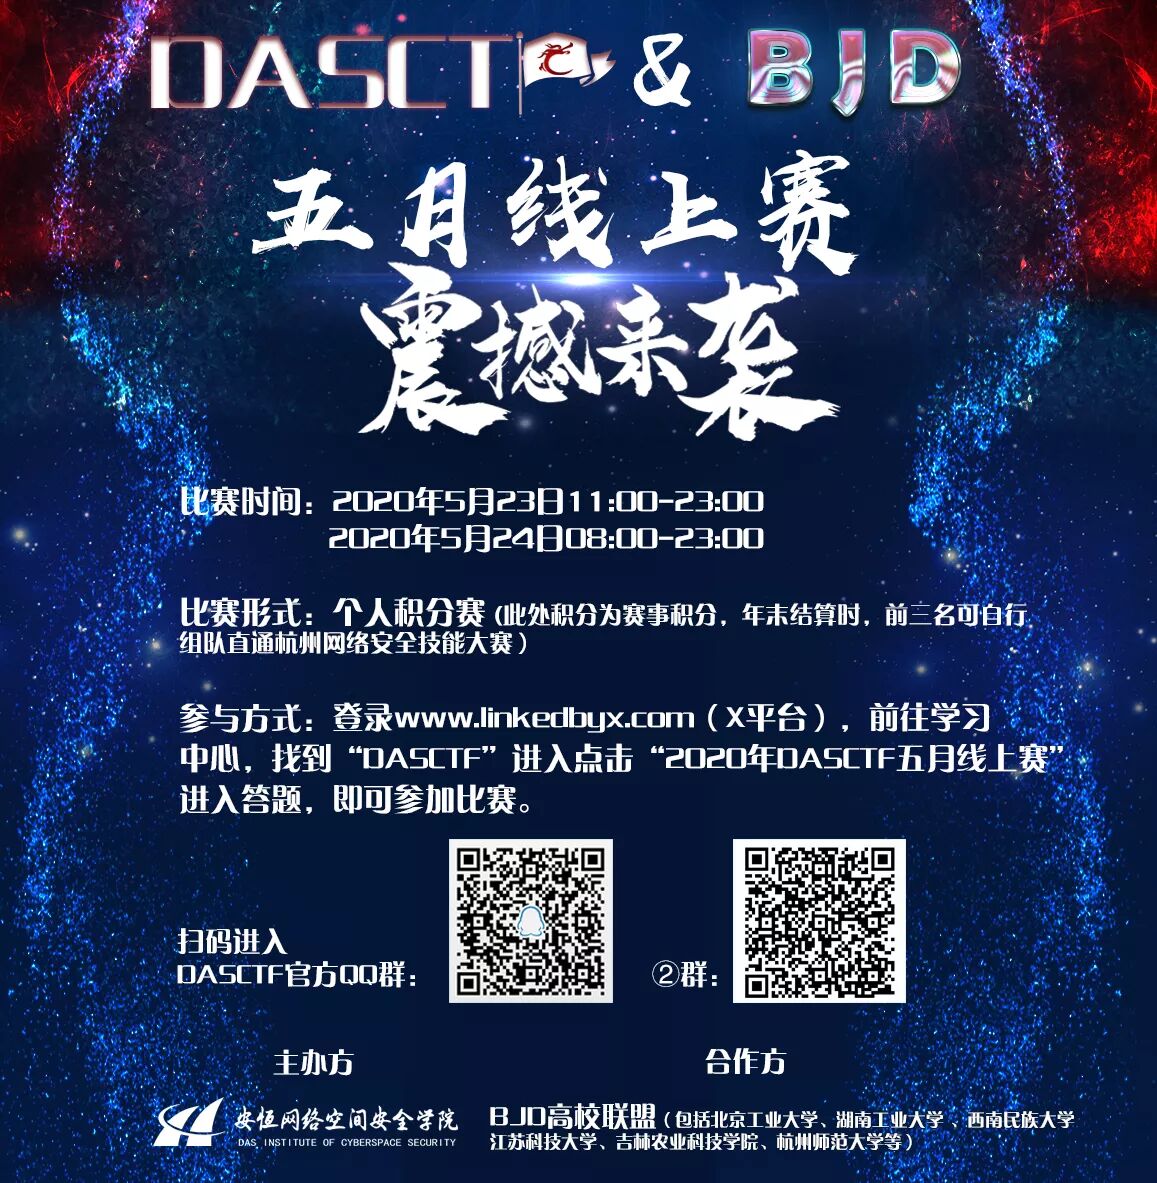 DASCTF & BJD
五月线上赛
震撼来袭
比赛时间：2020年5月23日11:00-23:00
2020年5月24日08:00-23:00
比赛形式：个人积分赛（此处积分为赛事积分，年末结算时，前三名可自行
组队直通杭州网络安全技能大赛）
参与方式：登录www.linkedbyx.com（X平台），前往学习
中心，找到“DASCTF”进入点击“2020年DASCTF五月线上赛”
进入答题，即可参加比赛。
扫码进入
DASCTF官方QQ群：
②群：
主办方
合作方
安恒网络空间安全学院
DAS INSTITUTE OF CYBERSPACE SECURITY
BJD高校联盟（包括北京工业大学、湖南工业大学、西南民族大学
江苏科技大学、吉林农业科技学院、杭州师范大学等）